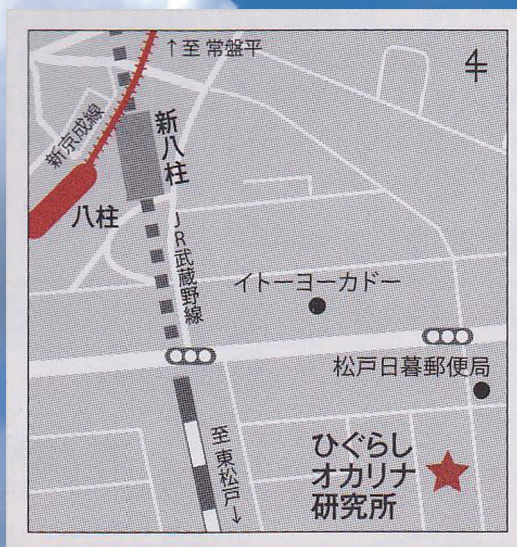 ↑至 常盤平
新京成線
新八柱
八柱
JR武蔵野線
イトーヨーカドー
松戸日暮郵便局
至 東松戸↓
ひぐらし
オカリナ
研究所